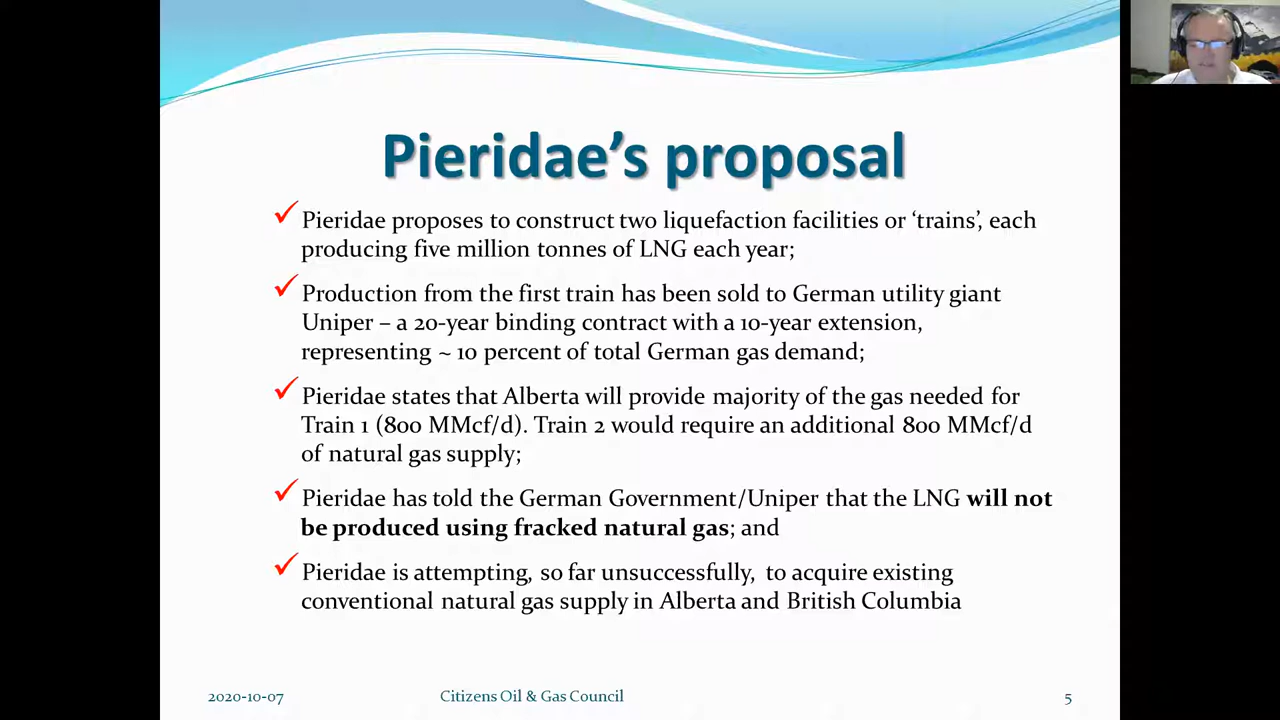 Pieridae’s proposal
Pieridae proposes to construct two liquefaction facilities or ‘trains’, each
producing five million tonnes of LNG each year;
Production from the first train has been sold to German utility giant
Uniper – a 20-year binding contract with a 10-year extension,
representing ~ 10 percent of total German gas demand;
Pieridae states that Alberta will provide majority of the gas needed for
Train 1 (800 MMcf/d). Train 2 would require an additional 800 MMcf/d
of natural gas supply;
Pieridae has told the German Government/Uniper that the LNG will not
be produced using fracked natural gas; and
Pieridae is attempting, so far unsuccessfully, to acquire existing
conventional natural gas supply in Alberta and British Columbia
2020-10-07 Citizens Oil & Gas Council 5